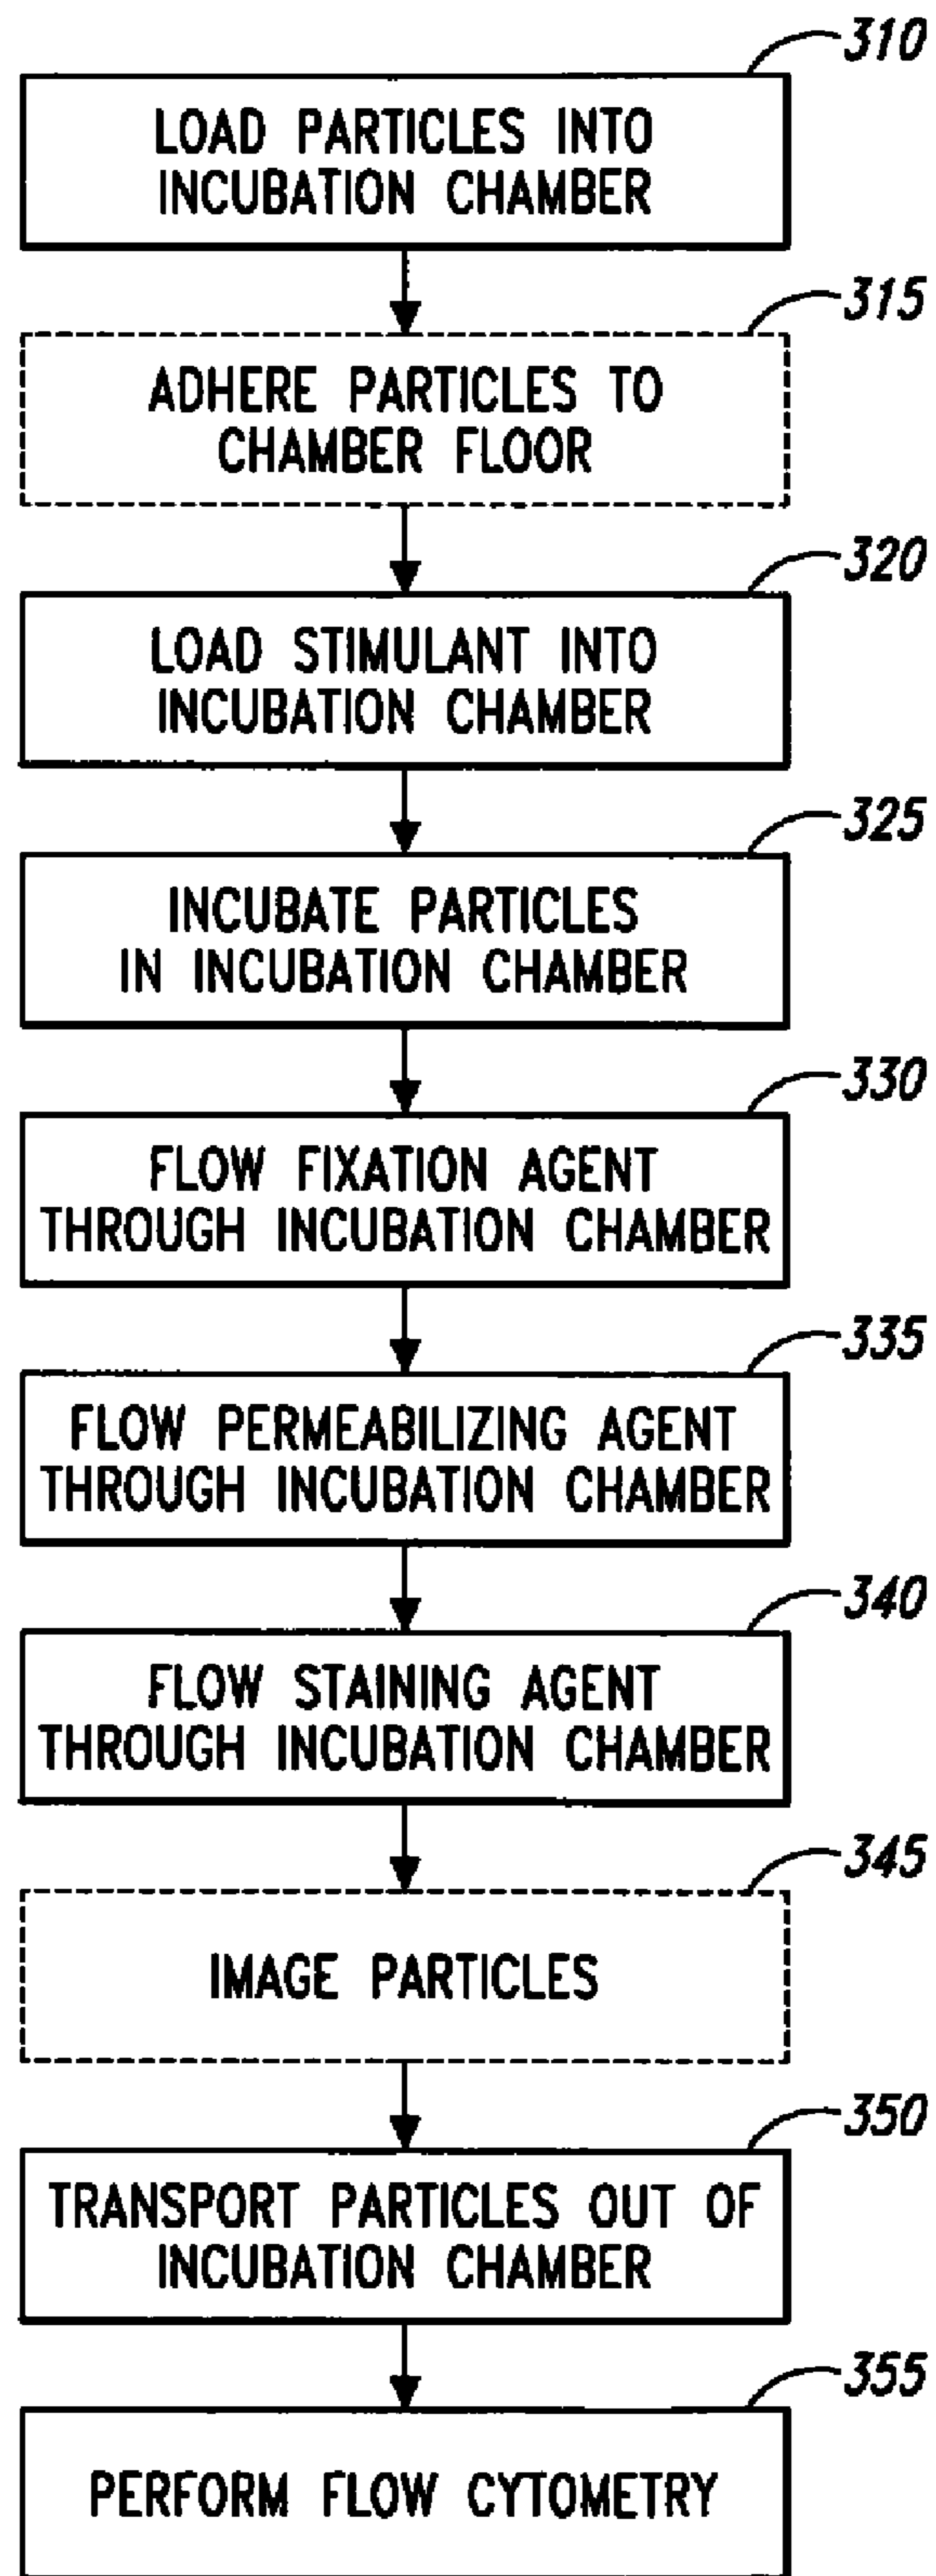 310
LOAD PARTICLES INTO
INCUBATION CHAMBER
315
ADHERE PARTICLES TO
CHAMBER FLOOR
320
LOAD STIMULANT INTO
INCUBATION CHAMBER
325
INCUBATE PARTICLES
IN INCUBATION CHAMBER
330
FLOW FIXATION AGENT
THROUGH INCUBATION CHAMBER
335
FLOW PERMEABILIZING AGENT
THROUGH INCUBATION CHAMBER
340
FLOW STAINING AGENT
THROUGH INCUBATION CHAMBER
345
IMAGE PARTICLES
350
TRANSPORT PARTICLES OUT OF
INCUBATION CHAMBER
355
PERFORM FLOW CYTOMETRY